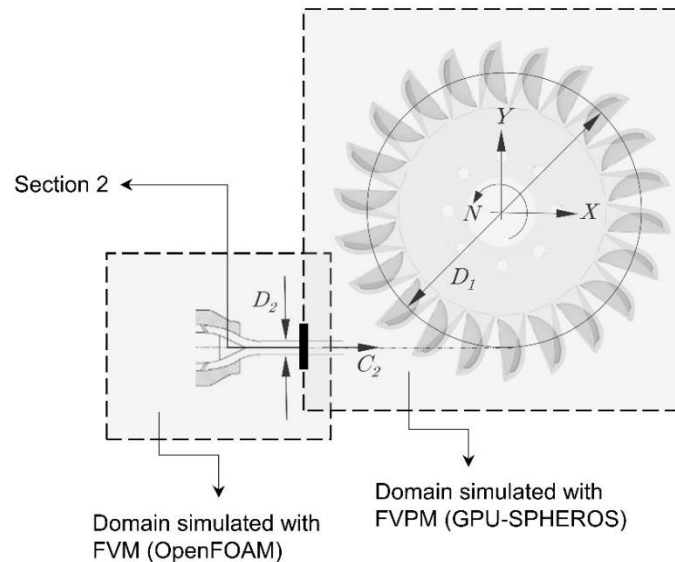 Y
Section 2
N
X
D1
D2
C2
Domain simulated with
FVPM (GPU-SPHEROS)
Domain simulated with
FVM (OpenFOAM)